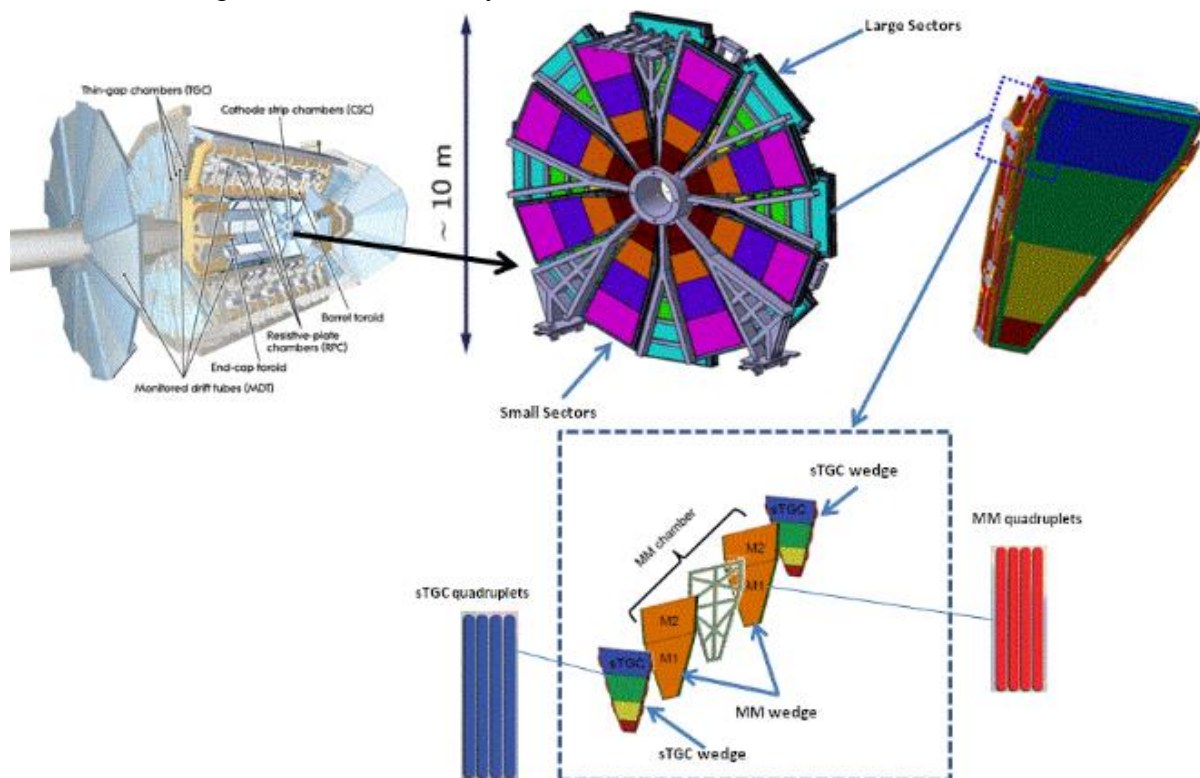 Thin-gap chambers (TGC)
Cathode strip chambers (CSC)
Barrel toroid
Resistive-plate
chambers (RPC)
End-cap toroid
Monitored drift tubes (MDT)
~ 10 m
Large Sectors
Small Sectors
sTGC wedge
MM chamber
sTGC
M2
M1
M2
M1
sTGC
MM wedge
sTGC wedge
sTGC quadruplets
MM quadruplets